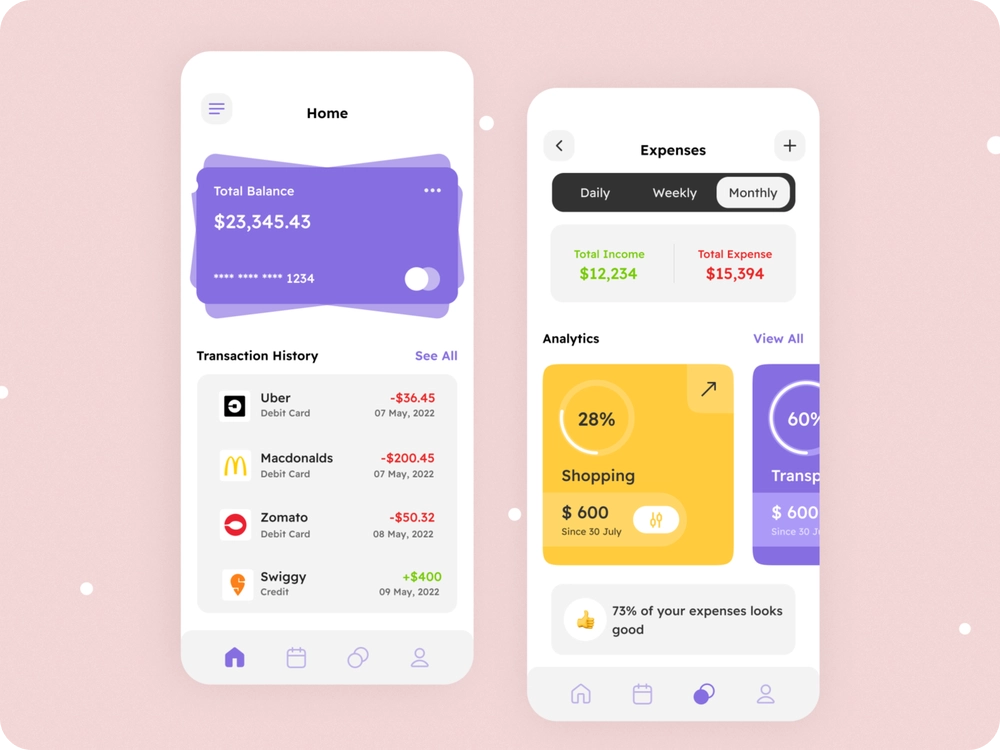 Home
Total Balance
$23,345.43
**** **** **** 1234
Transaction History
See All
Uber
-$36.45
Debit Card
07 May, 2022
Macdonalds
-$200.45
Debit Card
07 May, 2022
Zomato
-$50.32
Debit Card
08 May, 2022
Swiggy
+$400
Credit
09 May, 2022
Expenses
Daily
Weekly
Monthly
Total Income
Total Expense
$12,234
$15,394
Analytics
View All
28%
Shopping
$ 600
Since 30 July
60%
Transp
$ 600
Since 30 Ju
73% of your expenses looks
good